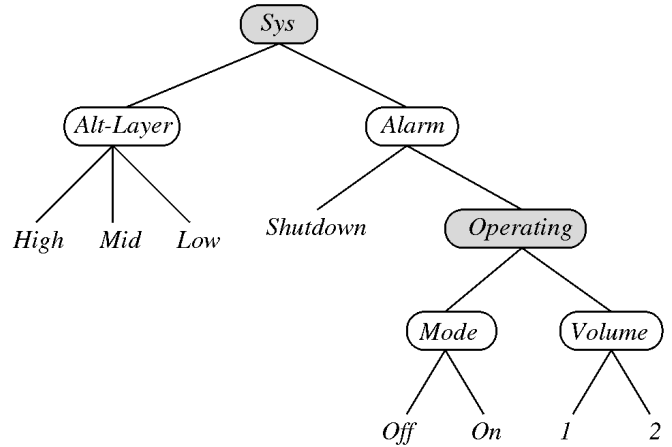 Sys
Alt-Layer
Alarm
High
Mid
Low
Shutdown
Operating
Mode
Volume
Off
On
1
2